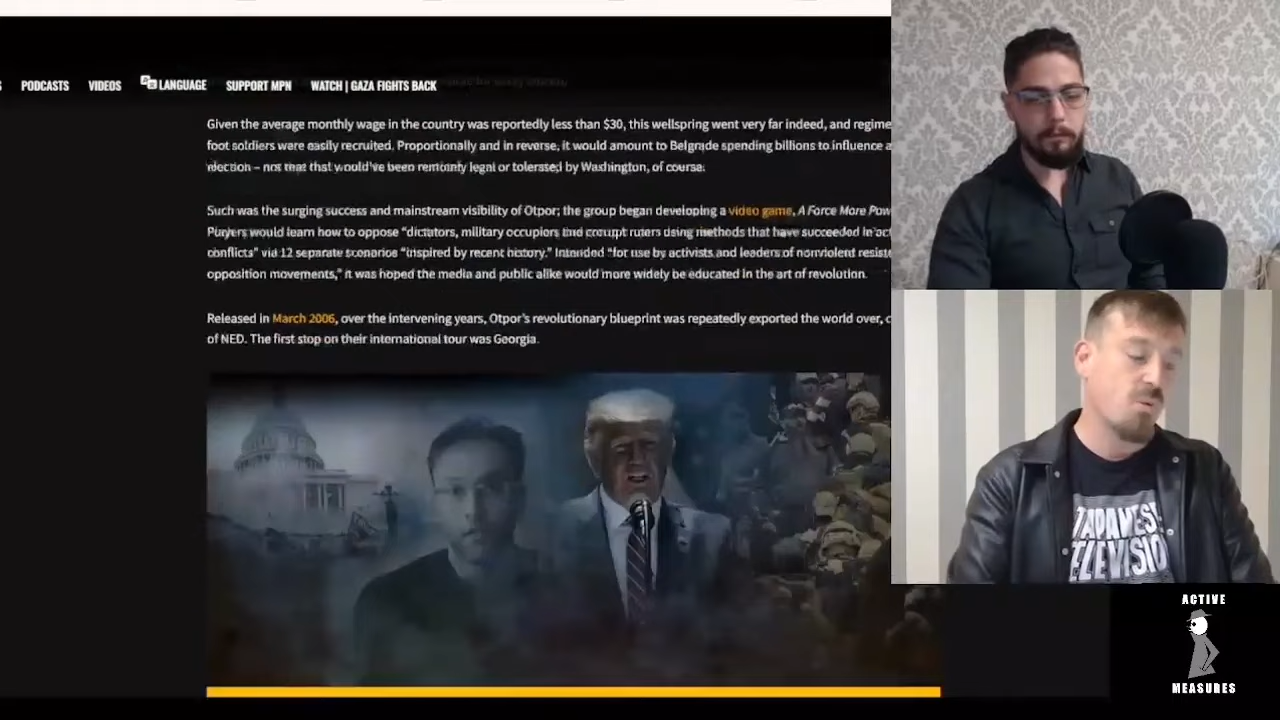 PODCASTS VIDEOS LANGUAGE SUPPORT MPN WATCH | GAZA FIGHTS BACK
Given the average monthly wage in the country was reportedly less than $30, this wellspring went very far indeed, and regime
foot soldiers were easily recruited. Proportionally and in reverse, it would amount to Belgrade spending billions to influence a
election – not that that would've been remotely legal or tolerated by Washington, of course.
Such was the surging success and mainstream visibility of Otpor; the group began developing a video game, A Force More Pow
Players would learn how to oppose "dictators, military occupiers and corrupt rulers using methods that have succeeded in act
conflicts" via 12 separate scenarios "inspired by recent history." Intended "for use by activists and leaders of nonviolent resist
opposition movements," it was hoped the media and public alike would more widely be educated in the art of revolution.
Released in March 2006, over the intervening years, Otpor's revolutionary blueprint was repeatedly exported the world over, c
of NED. The first stop on their international tour was Georgia.
ACTIVE
MEASURES